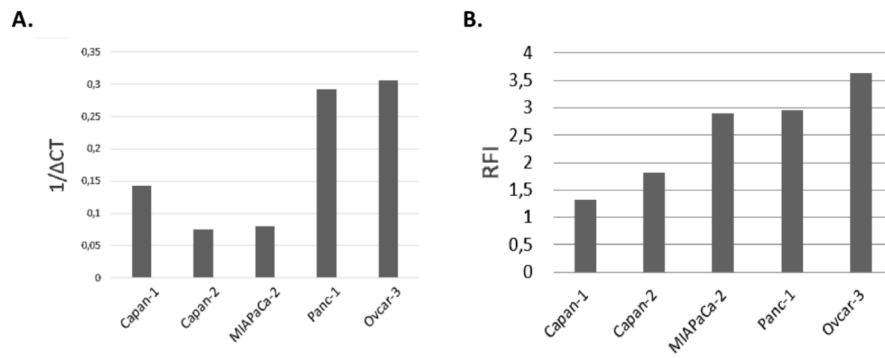 A.
0,35
0,3
0,25
0,2
0,15
0,1
0,05
0
1/ΔCT
Capan-1
Capan-2
MIAPaCa-2
Panc-1
Ovcar-3
B.
4
3,5
3
2,5
2
1,5
1
0,5
0
RFI
Capan-1
Capan-2
MIAPaCa-2
Panc-1
Ovcar-3